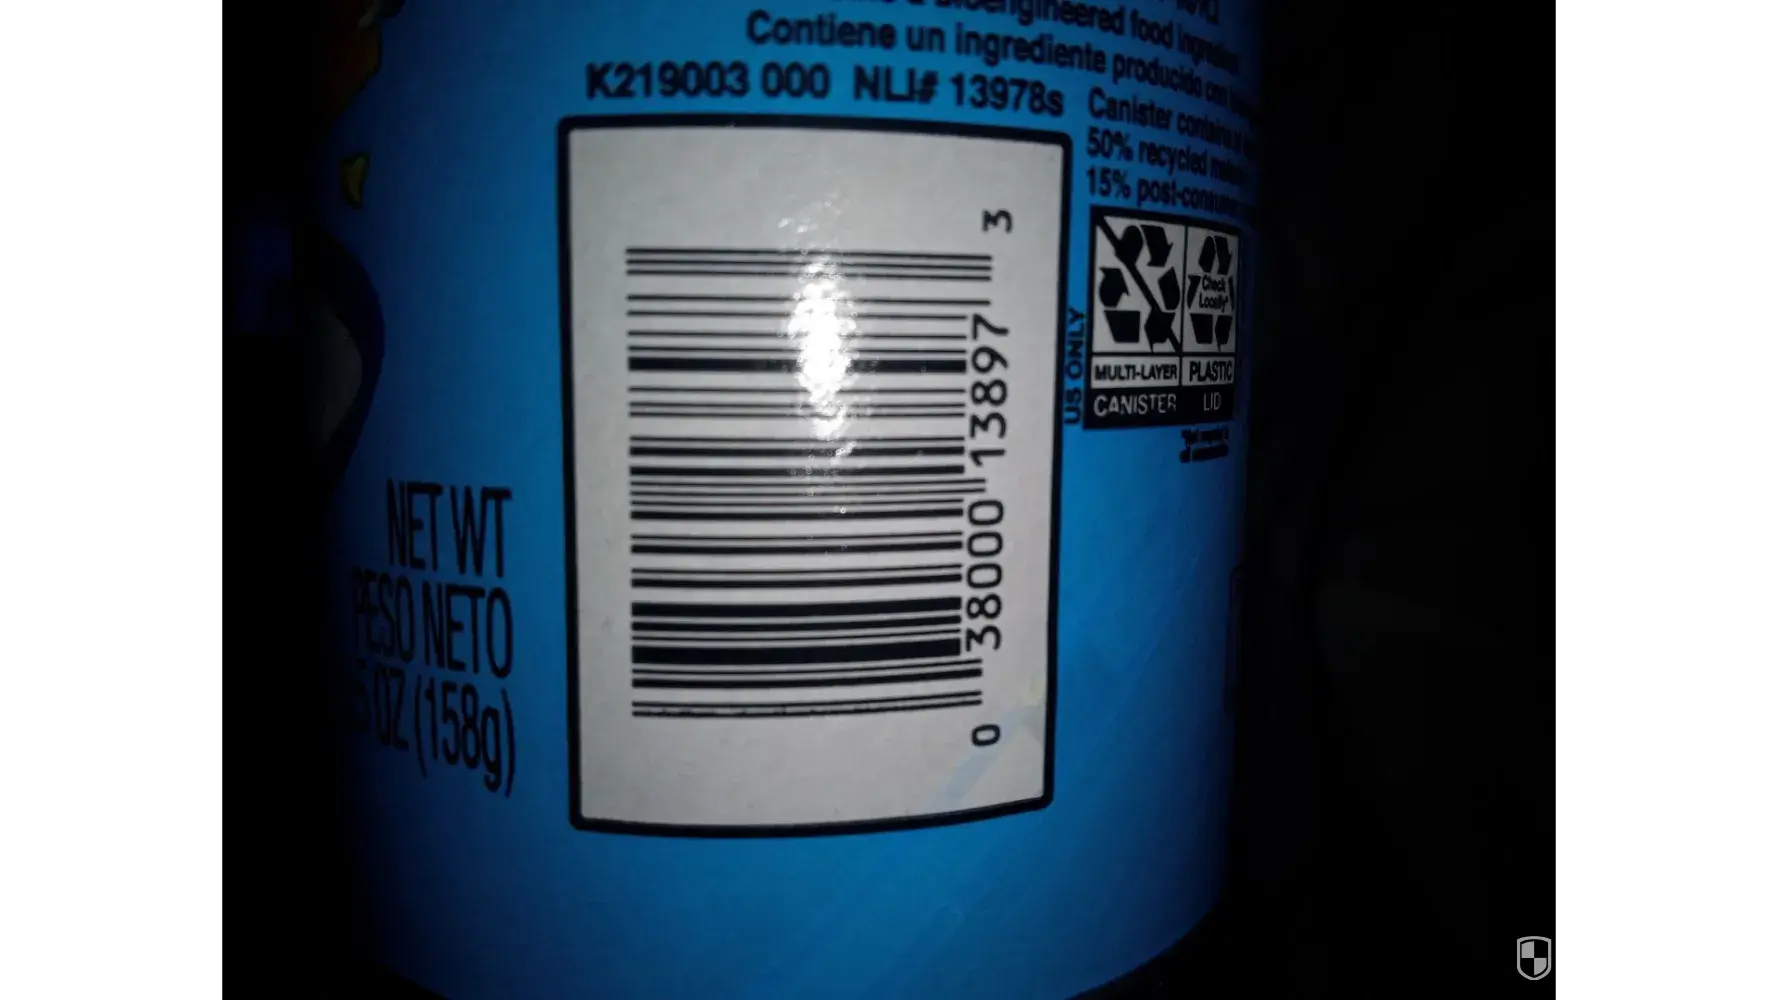 Contiene un ingrediente producido con
K219003 000 NLI# 13978s
Canister contains
50% recycled
15% post-consumer
Check
Locally*
US ONLY
MULTI-LAYER
PLASTIC
CANISTER
LID
0 38000 13897 3
NET WT
PESO NETO
OZ (158g)